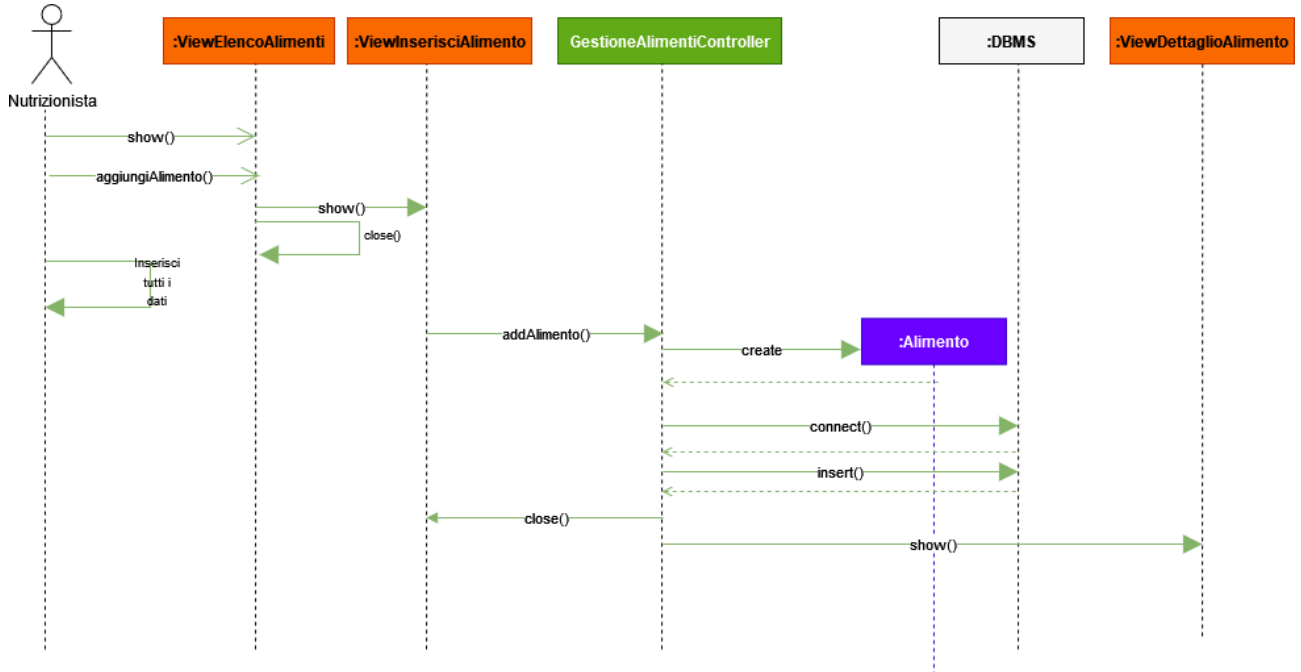 :ViewElencoAlimenti
:ViewInserisciAlimento
GestioneAlimentiController
:DBMS
:ViewDettaglioAlimento
Nutrizionista
show()
aggiungiAlimento()
show()
close()
Inserisci
tutti i
dati
addAlimento()
:Alimento
create
connect()
insert()
close()
show()